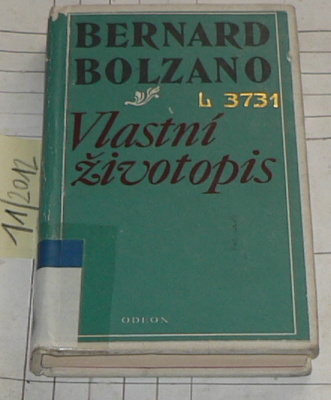 BERNARD
BOLZANO
L 3731
Vlastní
životopis
ODEON
11/2012